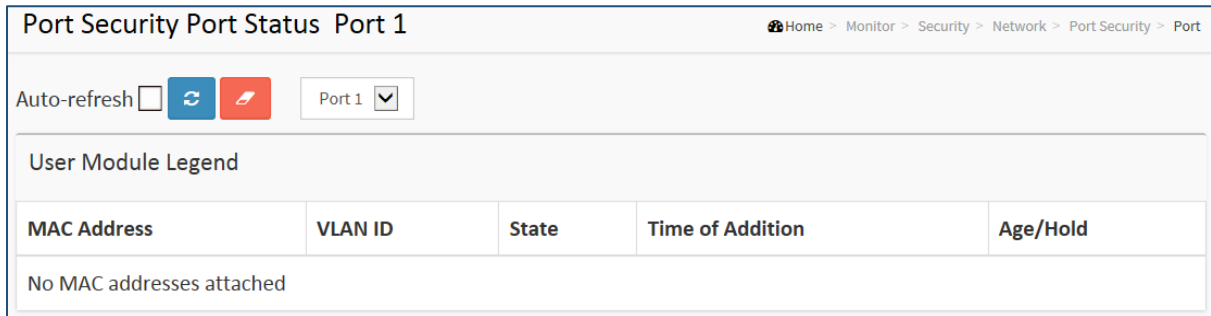 Port Security Port Status Port 1
Home > Monitor > Security > Network > Port Security > Port
Auto-refresh Port 1
User Module Legend
MAC Address VLAN ID State Time of Addition Age/Hold
No MAC addresses attached